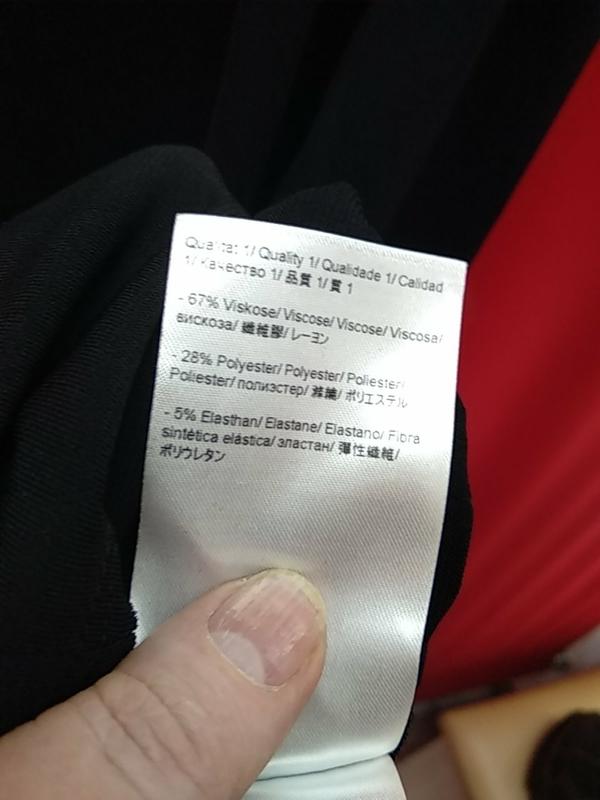 Qualität 1/ Quality 1/ Qualidade 1/ Calidad
1/ Качество 1/ 品質 1/ 質 1
- 67% Viskose/ Viscose/ Viscose/ Viscosa/
вискоза/ 纖維膠/ レーヨン
- 28% Polyester/ Polyester/ Poliester/
Poliester/ полиэстер/ 滌綸/ ポリエステル
- 5% Elasthan/ Elastane/ Elastano/ Fibra
sintética elástica/ эластан/ 彈性纖維/
ポリウレタン